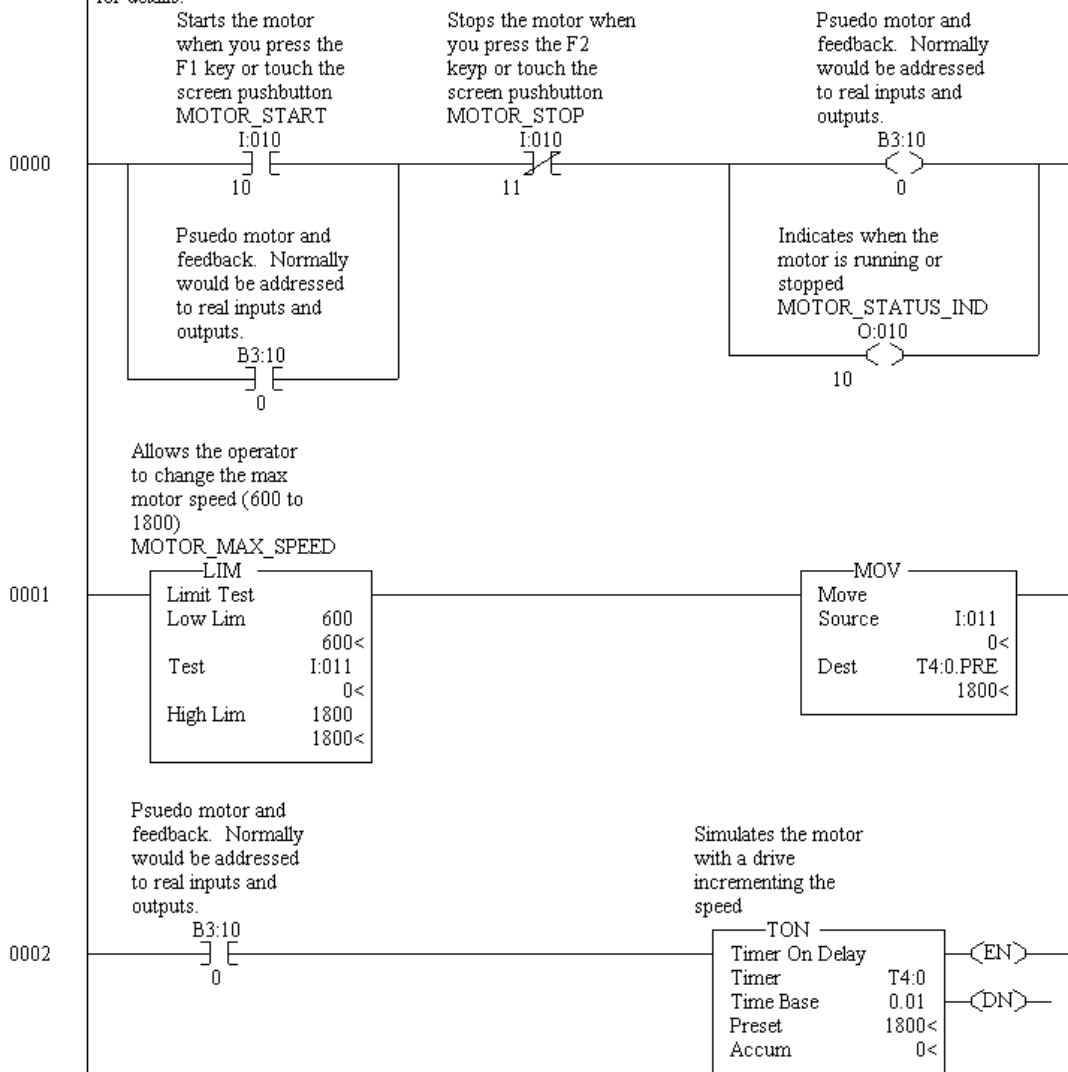 for details.
Starts the motor
when you press the
F1 key or touch the
screen pushbutton
MOTOR_START
I:010
10
Stops the motor when
you press the F2
keyp or touch the
screen pushbutton
MOTOR_STOP
I:010
11
Psuedo motor and
feedback. Normally
would be addressed
to real inputs and
outputs.
B3:10
0
0000
Psuedo motor and
feedback. Normally
would be addressed
to real inputs and
outputs.
B3:10
0
Indicates when the
motor is running or
stopped
MOTOR_STATUS_IND
O:010
10
Allows the operator
to change the max
motor speed (600 to
1800)
MOTOR_MAX_SPEED
0001
LIM
Limit Test
Low Lim 600
600<
Test I:011
0<
High Lim 1800
1800<
MOV
Move
Source I:011
0<
Dest T4:0.PRE
1800<
Psuedo motor and
feedback. Normally
would be addressed
to real inputs and
outputs.
B3:10
0
0002
Simulates the motor
with a drive
incrementing the
speed
TON
Timer On Delay
Timer T4:0
Time Base 0.01
Preset 1800<
Accum 0<
EN
DN